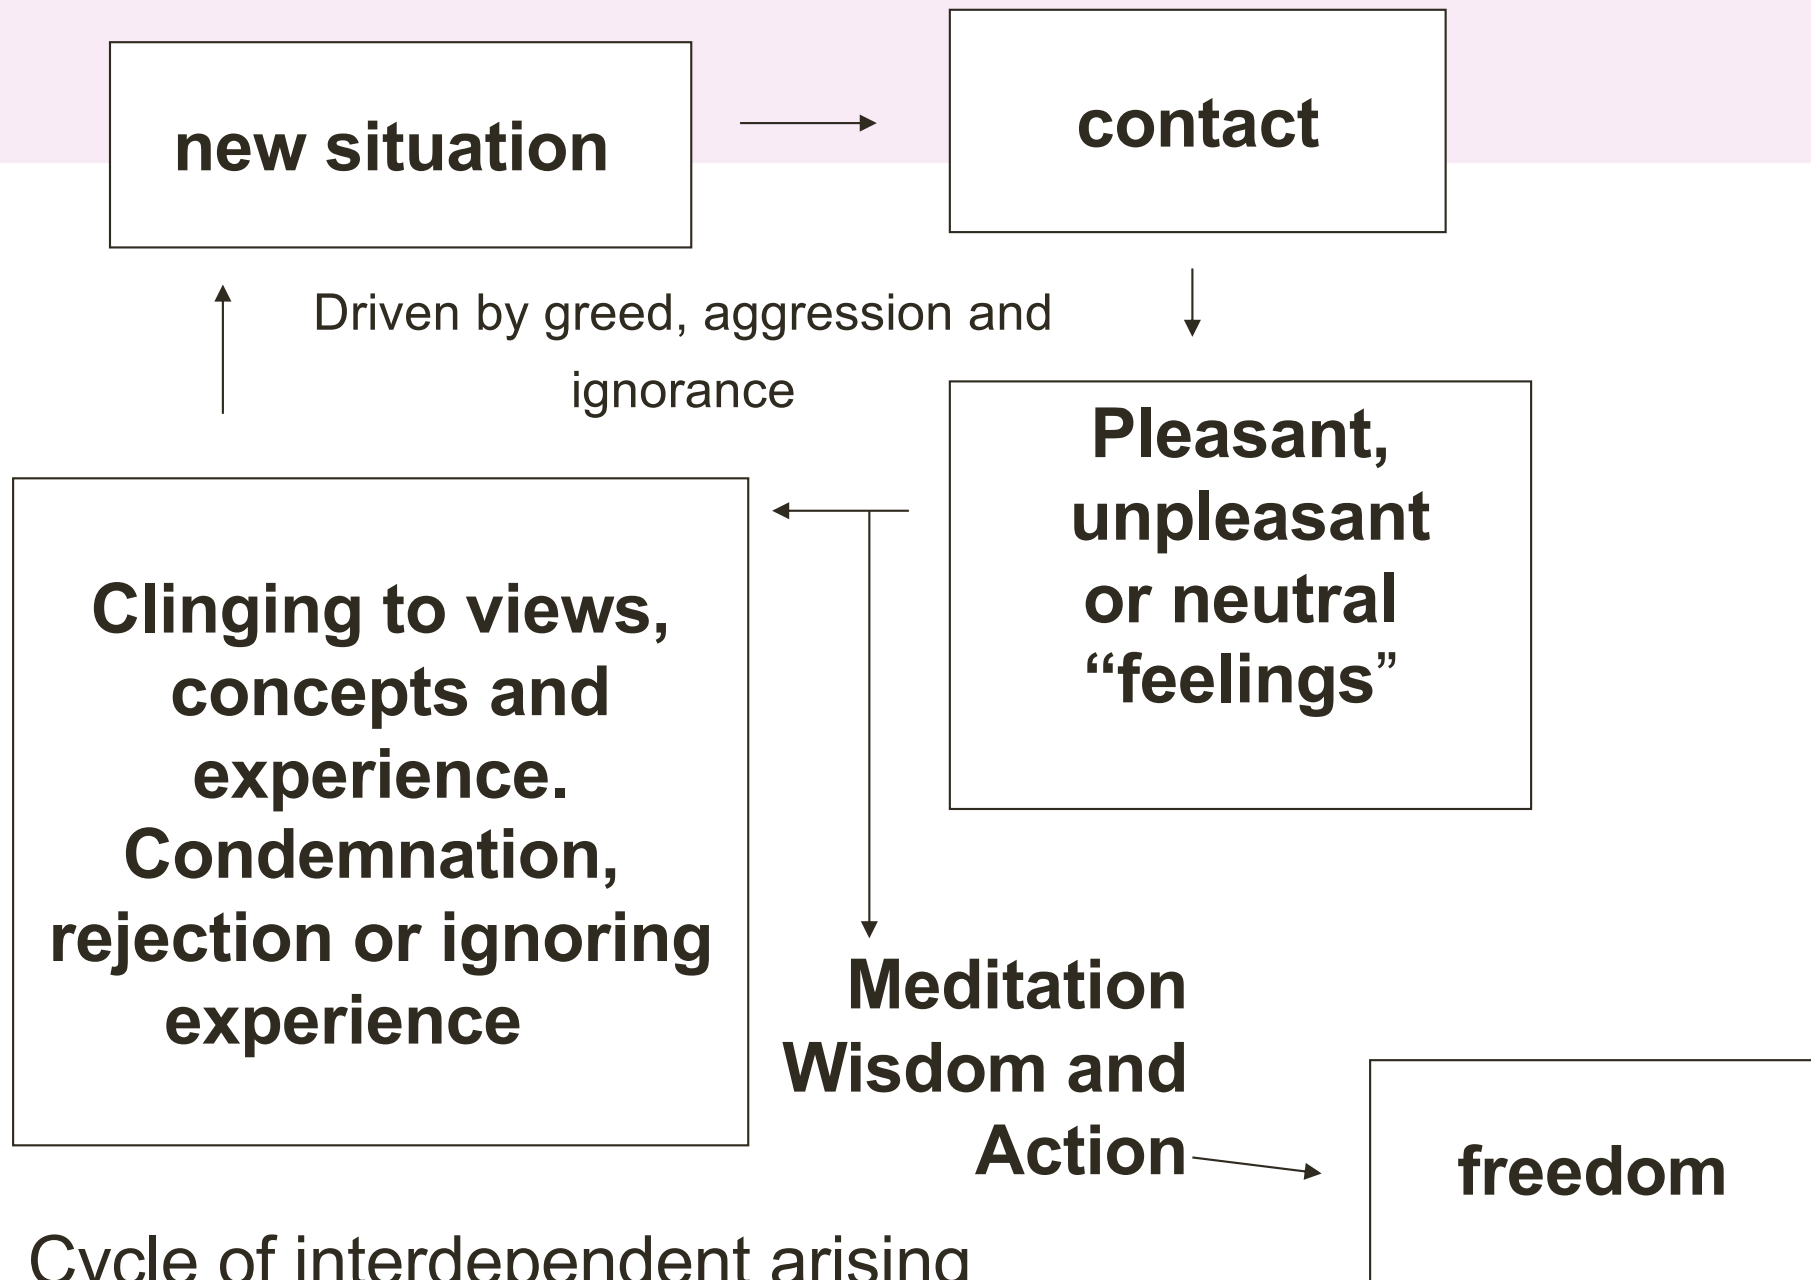 new situation
contact
Driven by greed, aggression and
ignorance
Pleasant,
unpleasant
or neutral
“feelings”
Clinging to views,
concepts and
experience.
Condemnation,
rejection or ignoring
experience
Meditation
Wisdom and
Action
freedom
Cycle of interdependent arising